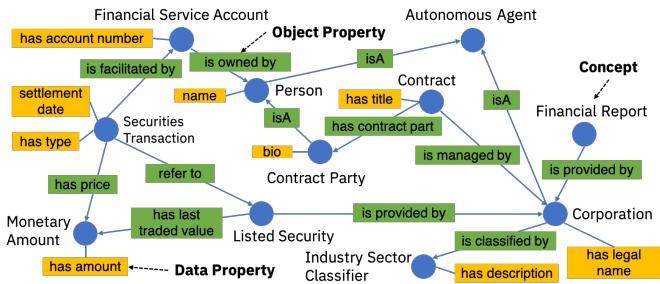 Financial Service Account
Autonomous Agent
has account number
Object Property
is owned by
isA
is facilitated by
Person
Contract
Concept
settlement
date
name
has title
isA
Financial Report
isA
Securities
Transaction
has contract part
has type
bio
is managed by
Contract Party
is provided by
has price
refer to
Monetary
Amount
has last
traded value
Listed Security
is provided by
Corporation
is classified by
Industry Sector
Classifier
has legal
name
has amount
Data Property
has description